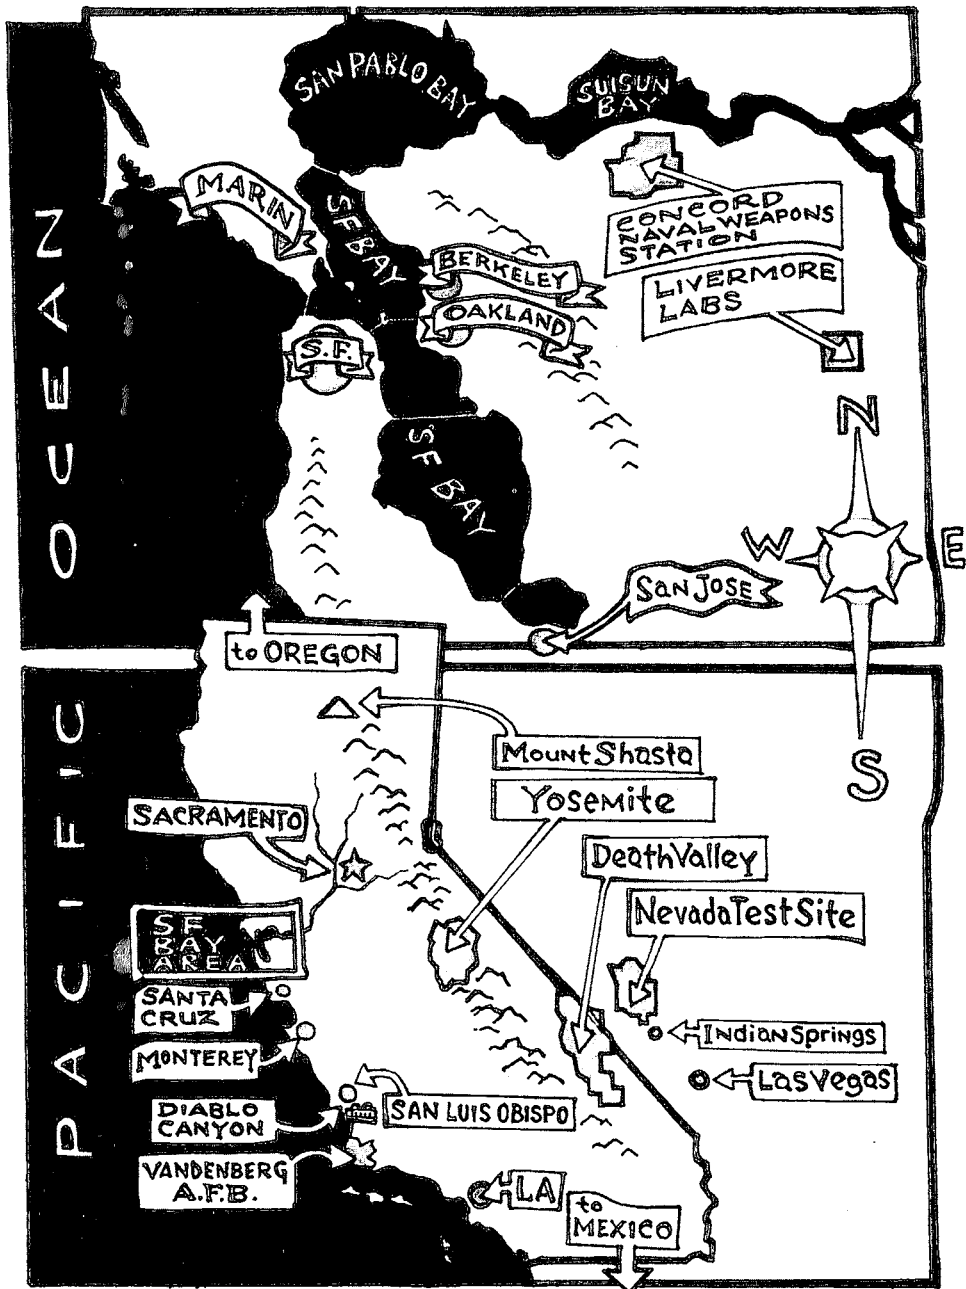 SAN PABLO BAY
SUISUN
BAY
MARIN
SF BAY
CONCORD
NAVAL WEAPONS
STATION
BERKELEY
LIVERMORE
LABS
OAKLAND
S.F.
N
SF BAY
W
E
SAN JOSE
to OREGON
S
Mount Shasta
Yosemite
SACRAMENTO
Death Valley
Nevada Test Site
SF
BAY
AREA
SANTA
CRUZ
Indian Springs
MONTEREY
Las Vegas
DIABLO
CANYON
SAN LUIS OBISPO
VANDENBERG
A.F.B.
LA
to
MEXICO
PACIFIC OCEAN